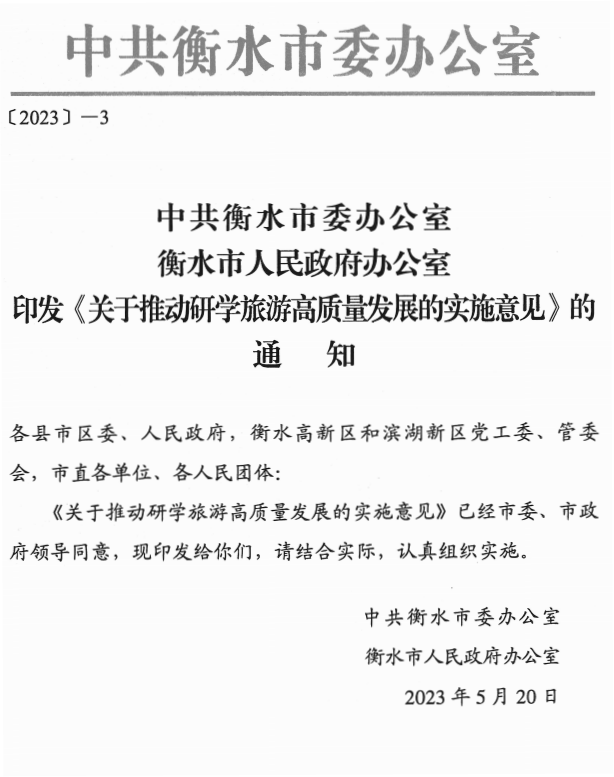 中共衡水市委办公室
〔2023〕—3
中共衡水市委办公室
衡水市人民政府办公室
印发《关于推动研学旅游高质量发展的实施意见》的
通 知
各县市区委、人民政府，衡水高新区和滨湖新区党工委、管委
会，市直各单位、各人民团体：
《关于推动研学旅游高质量发展的实施意见》已经市委、市政
府领导同意，现印发给你们，请结合实际，认真组织实施。
中共衡水市委办公室
衡水市人民政府办公室
2023 年 5 月 20 日